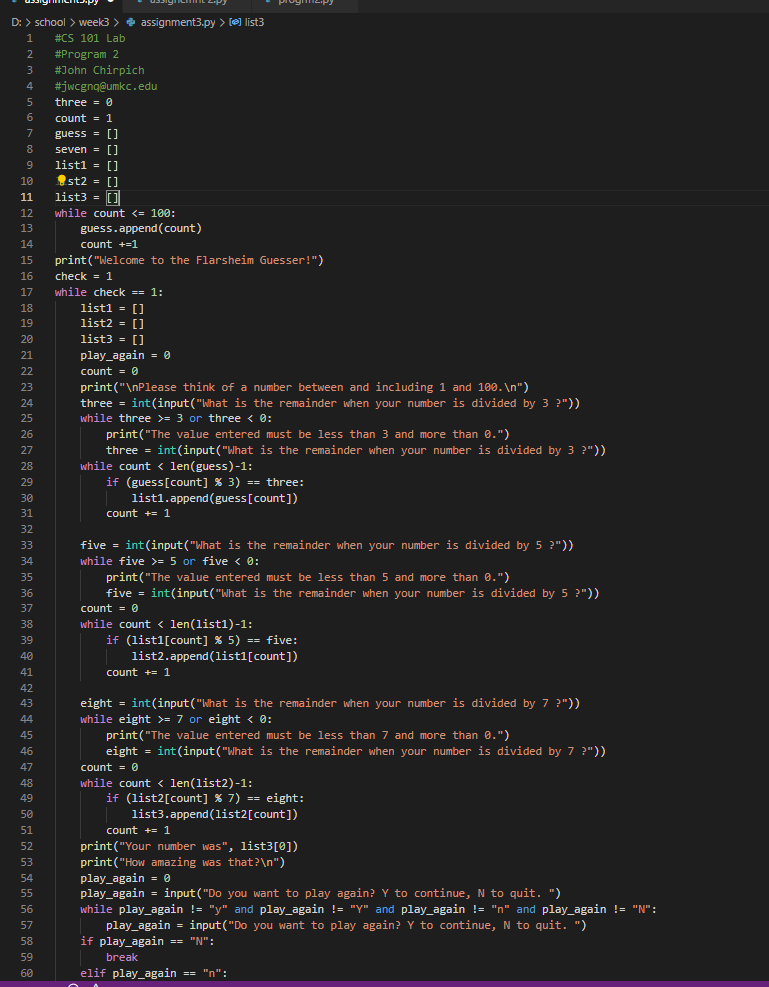 assignment3.py assignemnt 2.py progrm2.py
D: > school > week3 > assignment3.py > list3
1 #CS 101 Lab
2 #Program 2
3 #John Chirpich
4 #jwcgnq@umkc.edu
5 three = 0
6 count = 1
7 guess = []
8 seven = []
9 list1 = []
10 st2 = []
11 list3 = []
12 while count <= 100:
13 guess.append(count)
14 count +=1
15 print("Welcome to the Flarsheim Guesser!")
16 check = 1
17 while check == 1:
18 list1 = []
19 list2 = []
20 list3 = []
21 play_again = 0
22 count = 0
23 print("\nPlease think of a number between and including 1 and 100.\n")
24 three = int(input("What is the remainder when your number is divided by 3 ?"))
25 while three >= 3 or three < 0:
26 print("The value entered must be less than 3 and more than 0.")
27 three = int(input("What is the remainder when your number is divided by 3 ?"))
28 while count < len(guess)-1:
29 if (guess[count] % 3) == three:
30 list1.append(guess[count])
31 count += 1
32
33 five = int(input("What is the remainder when your number is divided by 5 ?"))
34 while five >= 5 or five < 0:
35 print("The value entered must be less than 5 and more than 0.")
36 five = int(input("What is the remainder when your number is divided by 5 ?"))
37 count = 0
38 while count < len(list1)-1:
39 if (list1[count] % 5) == five:
40 list2.append(list1[count])
41 count += 1
42
43 eight = int(input("What is the remainder when your number is divided by 7 ?"))
44 while eight >= 7 or eight < 0:
45 print("The value entered must be less than 7 and more than 0.")
46 eight = int(input("What is the remainder when your number is divided by 7 ?"))
47 count = 0
48 while count < len(list2)-1:
49 if (list2[count] % 7) == eight:
50 list3.append(list2[count])
51 count += 1
52 print("Your number was", list3[0])
53 print("How amazing was that?\n")
54 play_again = 0
55 play_again = input("Do you want to play again? Y to continue, N to quit. ")
56 while play_again != "y" and play_again != "Y" and play_again != "n" and play_again != "N":
57 play_again = input("Do you want to play again? Y to continue, N to quit. ")
58 if play_again == "N":
59 break
60 elif play_again == "n":